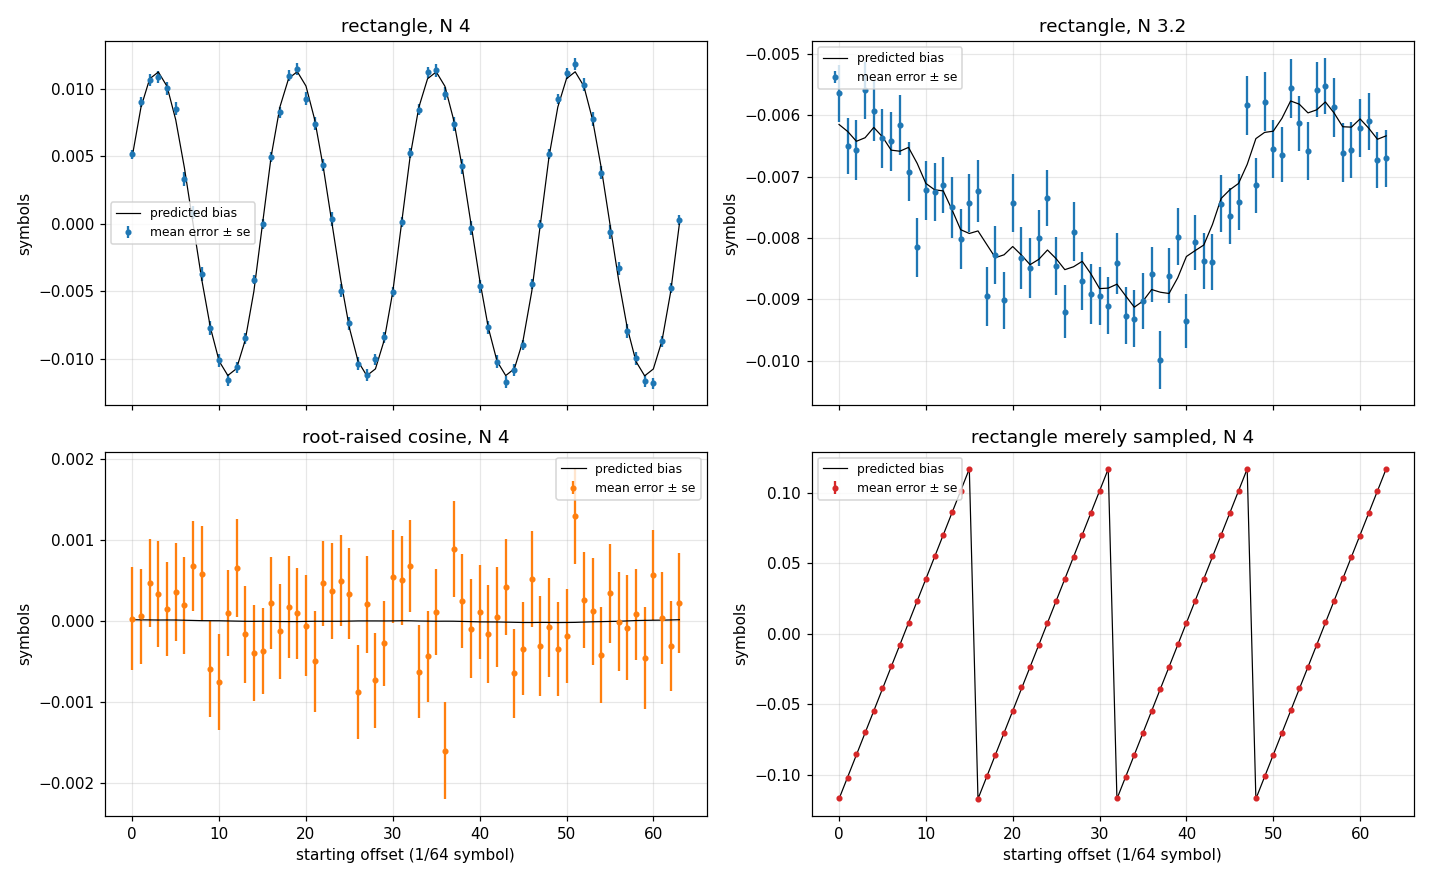 rectangle, N 4
symbols
0.010
0.005
0.000
−0.005
−0.010
predicted bias
mean error ± se
rectangle, N 3.2
symbols
−0.005
−0.006
−0.007
−0.008
−0.009
−0.010
predicted bias
mean error ± se
root-raised cosine, N 4
symbols
0.002
0.001
0.000
−0.001
−0.002
predicted bias
mean error ± se
0 10 20 30 40 50 60
starting offset (1/64 symbol)
rectangle merely sampled, N 4
symbols
0.10
0.05
0.00
−0.05
−0.10
predicted bias
mean error ± se
0 10 20 30 40 50 60
starting offset (1/64 symbol)